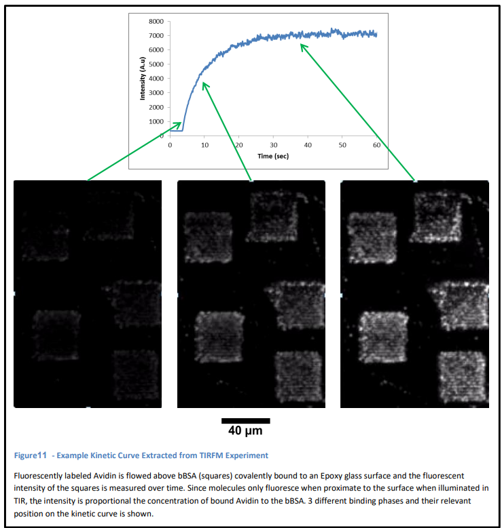 8000
7000
6000
5000
4000
3000
2000
1000
0
Intensity (A.u)
0 10 20 30 40 50 60
Time (sec)
40 µm
Figure11 - Example Kinetic Curve Extracted from TIRFM Experiment
Fluorescently labeled Avidin is flowed above bBSA (squares) covalently bound to an Epoxy glass surface and the fluorescent
intensity of the squares is measured over time. Since molecules only fluoresce when proximate to the surface when illuminated in
TIR, the intensity is proportional the concentration of bound Avidin to the bBSA. 3 different binding phases and their relevant
position on the kinetic curve is shown.